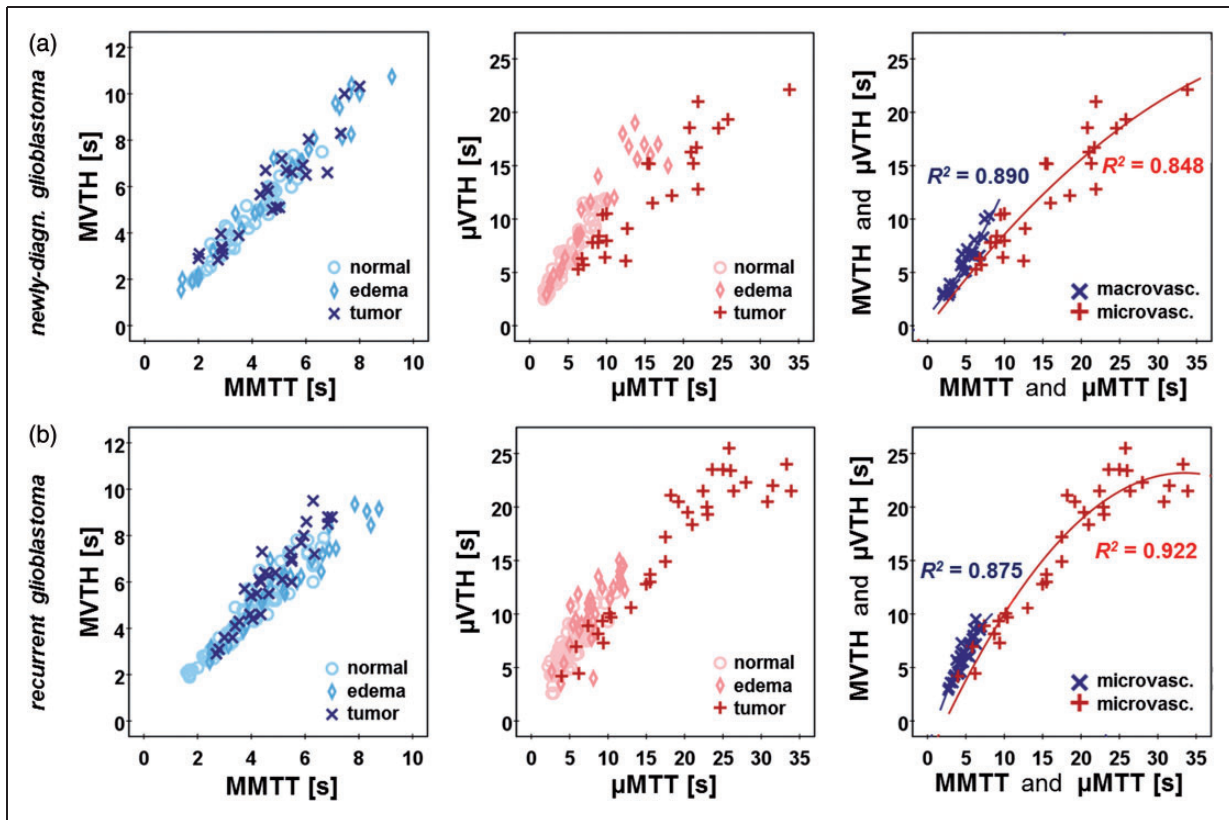 (a)
newly-diagn. glioblastoma
MVTH [s]
12
10
8
6
4
2
0
normal
edema
tumor
0 2 4 6 8 10
MMTT [s]
µVTH [s]
25
20
15
10
5
0
normal
edema
tumor
0 5 10 15 20 25 30 35
µMTT [s]
MVTH and µVTH [s]
25
20
15
10
5
0
R² = 0.890
R² = 0.848
macrovasc.
microvasc.
0 5 10 15 20 25 30 35
MMTT and µMTT [s]
(b)
recurrent glioblastoma
MVTH [s]
12
10
8
6
4
2
0
normal
edema
tumor
0 2 4 6 8 10
MMTT [s]
µVTH [s]
25
20
15
10
5
0
normal
edema
tumor
0 5 10 15 20 25 30 35
µMTT [s]
MVTH and µVTH [s]
25
20
15
10
5
0
R² = 0.875
R² = 0.922
microvasc.
microvasc.
0 5 10 15 20 25 30 35
MMTT and µMTT [s]